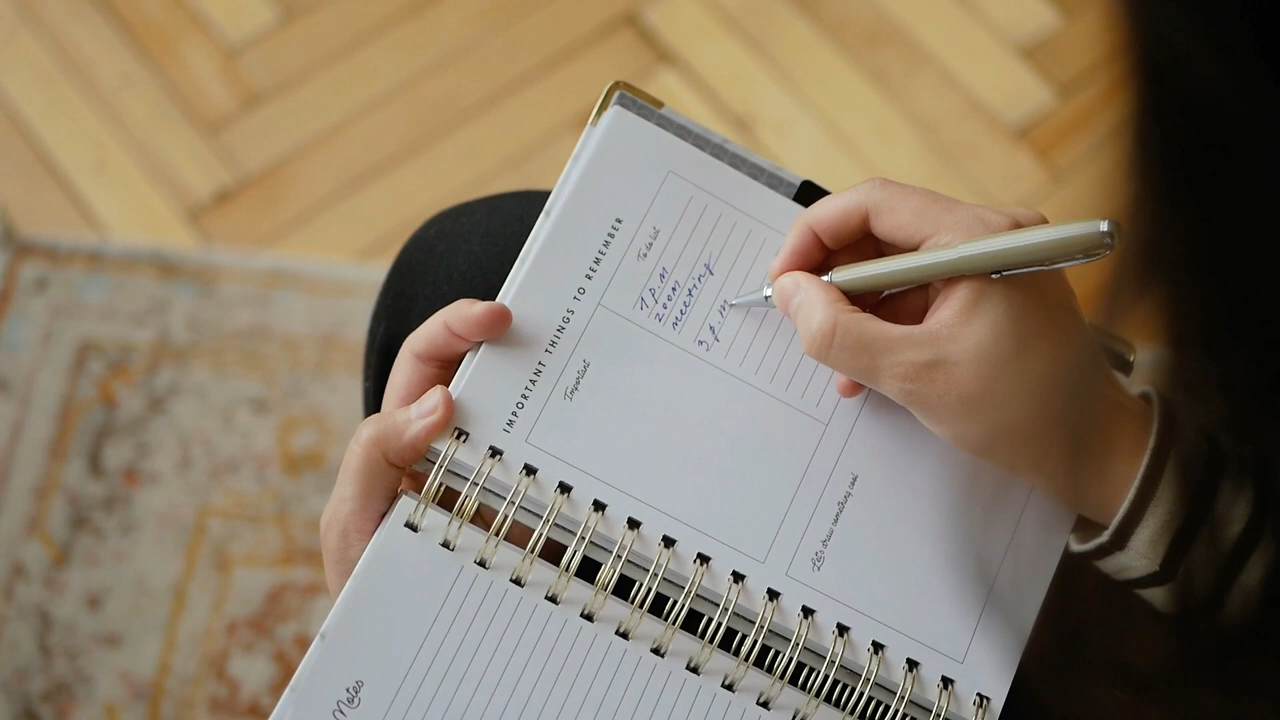 IMPORTANT THINGS TO REMEMBER
To do list
1 p.m
zoom
meeting
3 p.m
Important
Let's draw something cool
Notes